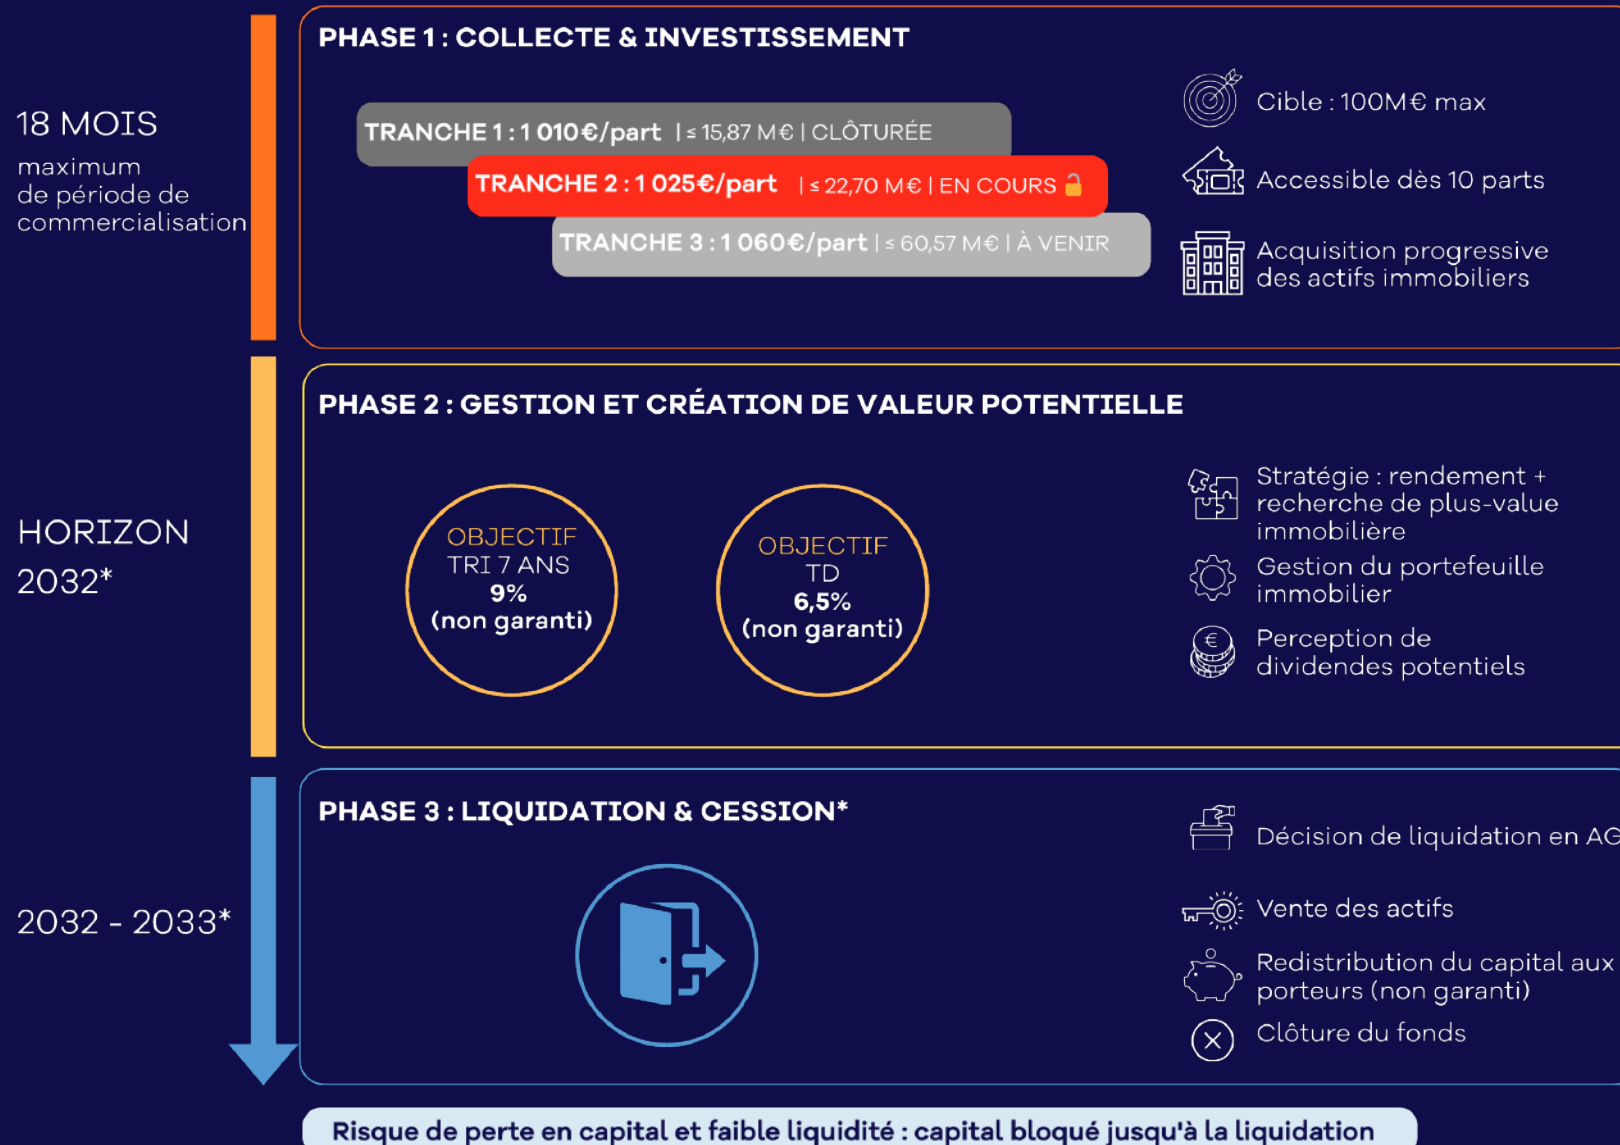 18 MOIS
maximum
de période de
commercialisation
PHASE 1 : COLLECTE & INVESTISSEMENT
TRANCHE 1 : 1 010€/part | ≤ 15,87 M€ | CLÔTURÉE
TRANCHE 2 : 1 025€/part | ≤ 22,70 M€ | EN COURS
TRANCHE 3 : 1 060€/part | ≤ 60,57 M€ | À VENIR
Cible : 100M€ max
Accessible dès 10 parts
Acquisition progressive
des actifs immobiliers
HORIZON
2032*
PHASE 2 : GESTION ET CRÉATION DE VALEUR POTENTIELLE
OBJECTIF
TRI 7 ANS
9%
(non garanti)
OBJECTIF
TD
6,5%
(non garanti)
Stratégie : rendement +
recherche de plus-value
immobilière
Gestion du portefeuille
immobilier
€
Perception de
dividendes potentiels
2032 - 2033*
PHASE 3 : LIQUIDATION & CESSION*
Décision de liquidation en AG
Vente des actifs
Redistribution du capital aux
porteurs (non garanti)
Clôture du fonds
Risque de perte en capital et faible liquidité : capital bloqué jusqu'à la liquidation